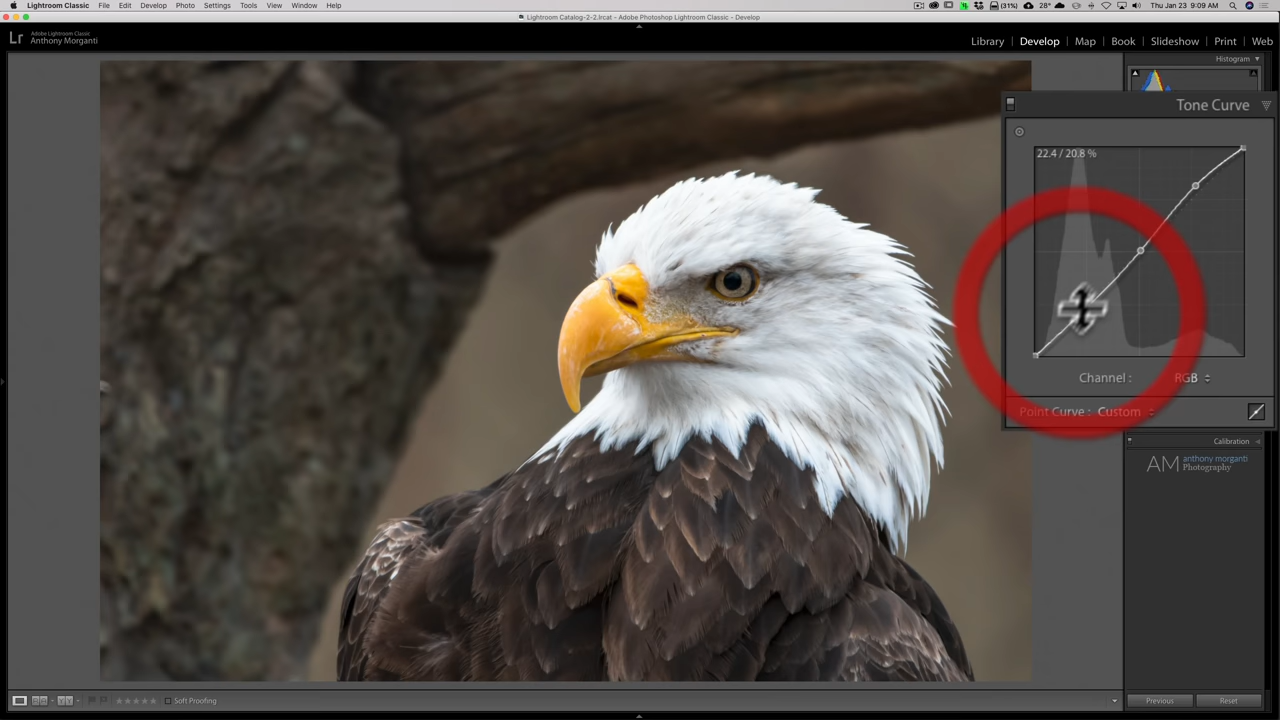 Lightroom Classic File Edit Develop Photo Settings Tools View Window Help (31%) 28° Thu Jan 23 9:09 AM
Lightroom Catalog-2-2.lrcat - Adobe Photoshop Lightroom Classic - Develop
Lr Adobe Lightroom Classic
Anthony Morganti
Library | Develop | Map | Book | Slideshow | Print | Web
Histogram
Tone Curve
22.4 / 20.8 %
Channel : RGB
Point Curve : Custom
Calibration
AM anthony morganti
Photography
Soft Proofing
Previous Reset